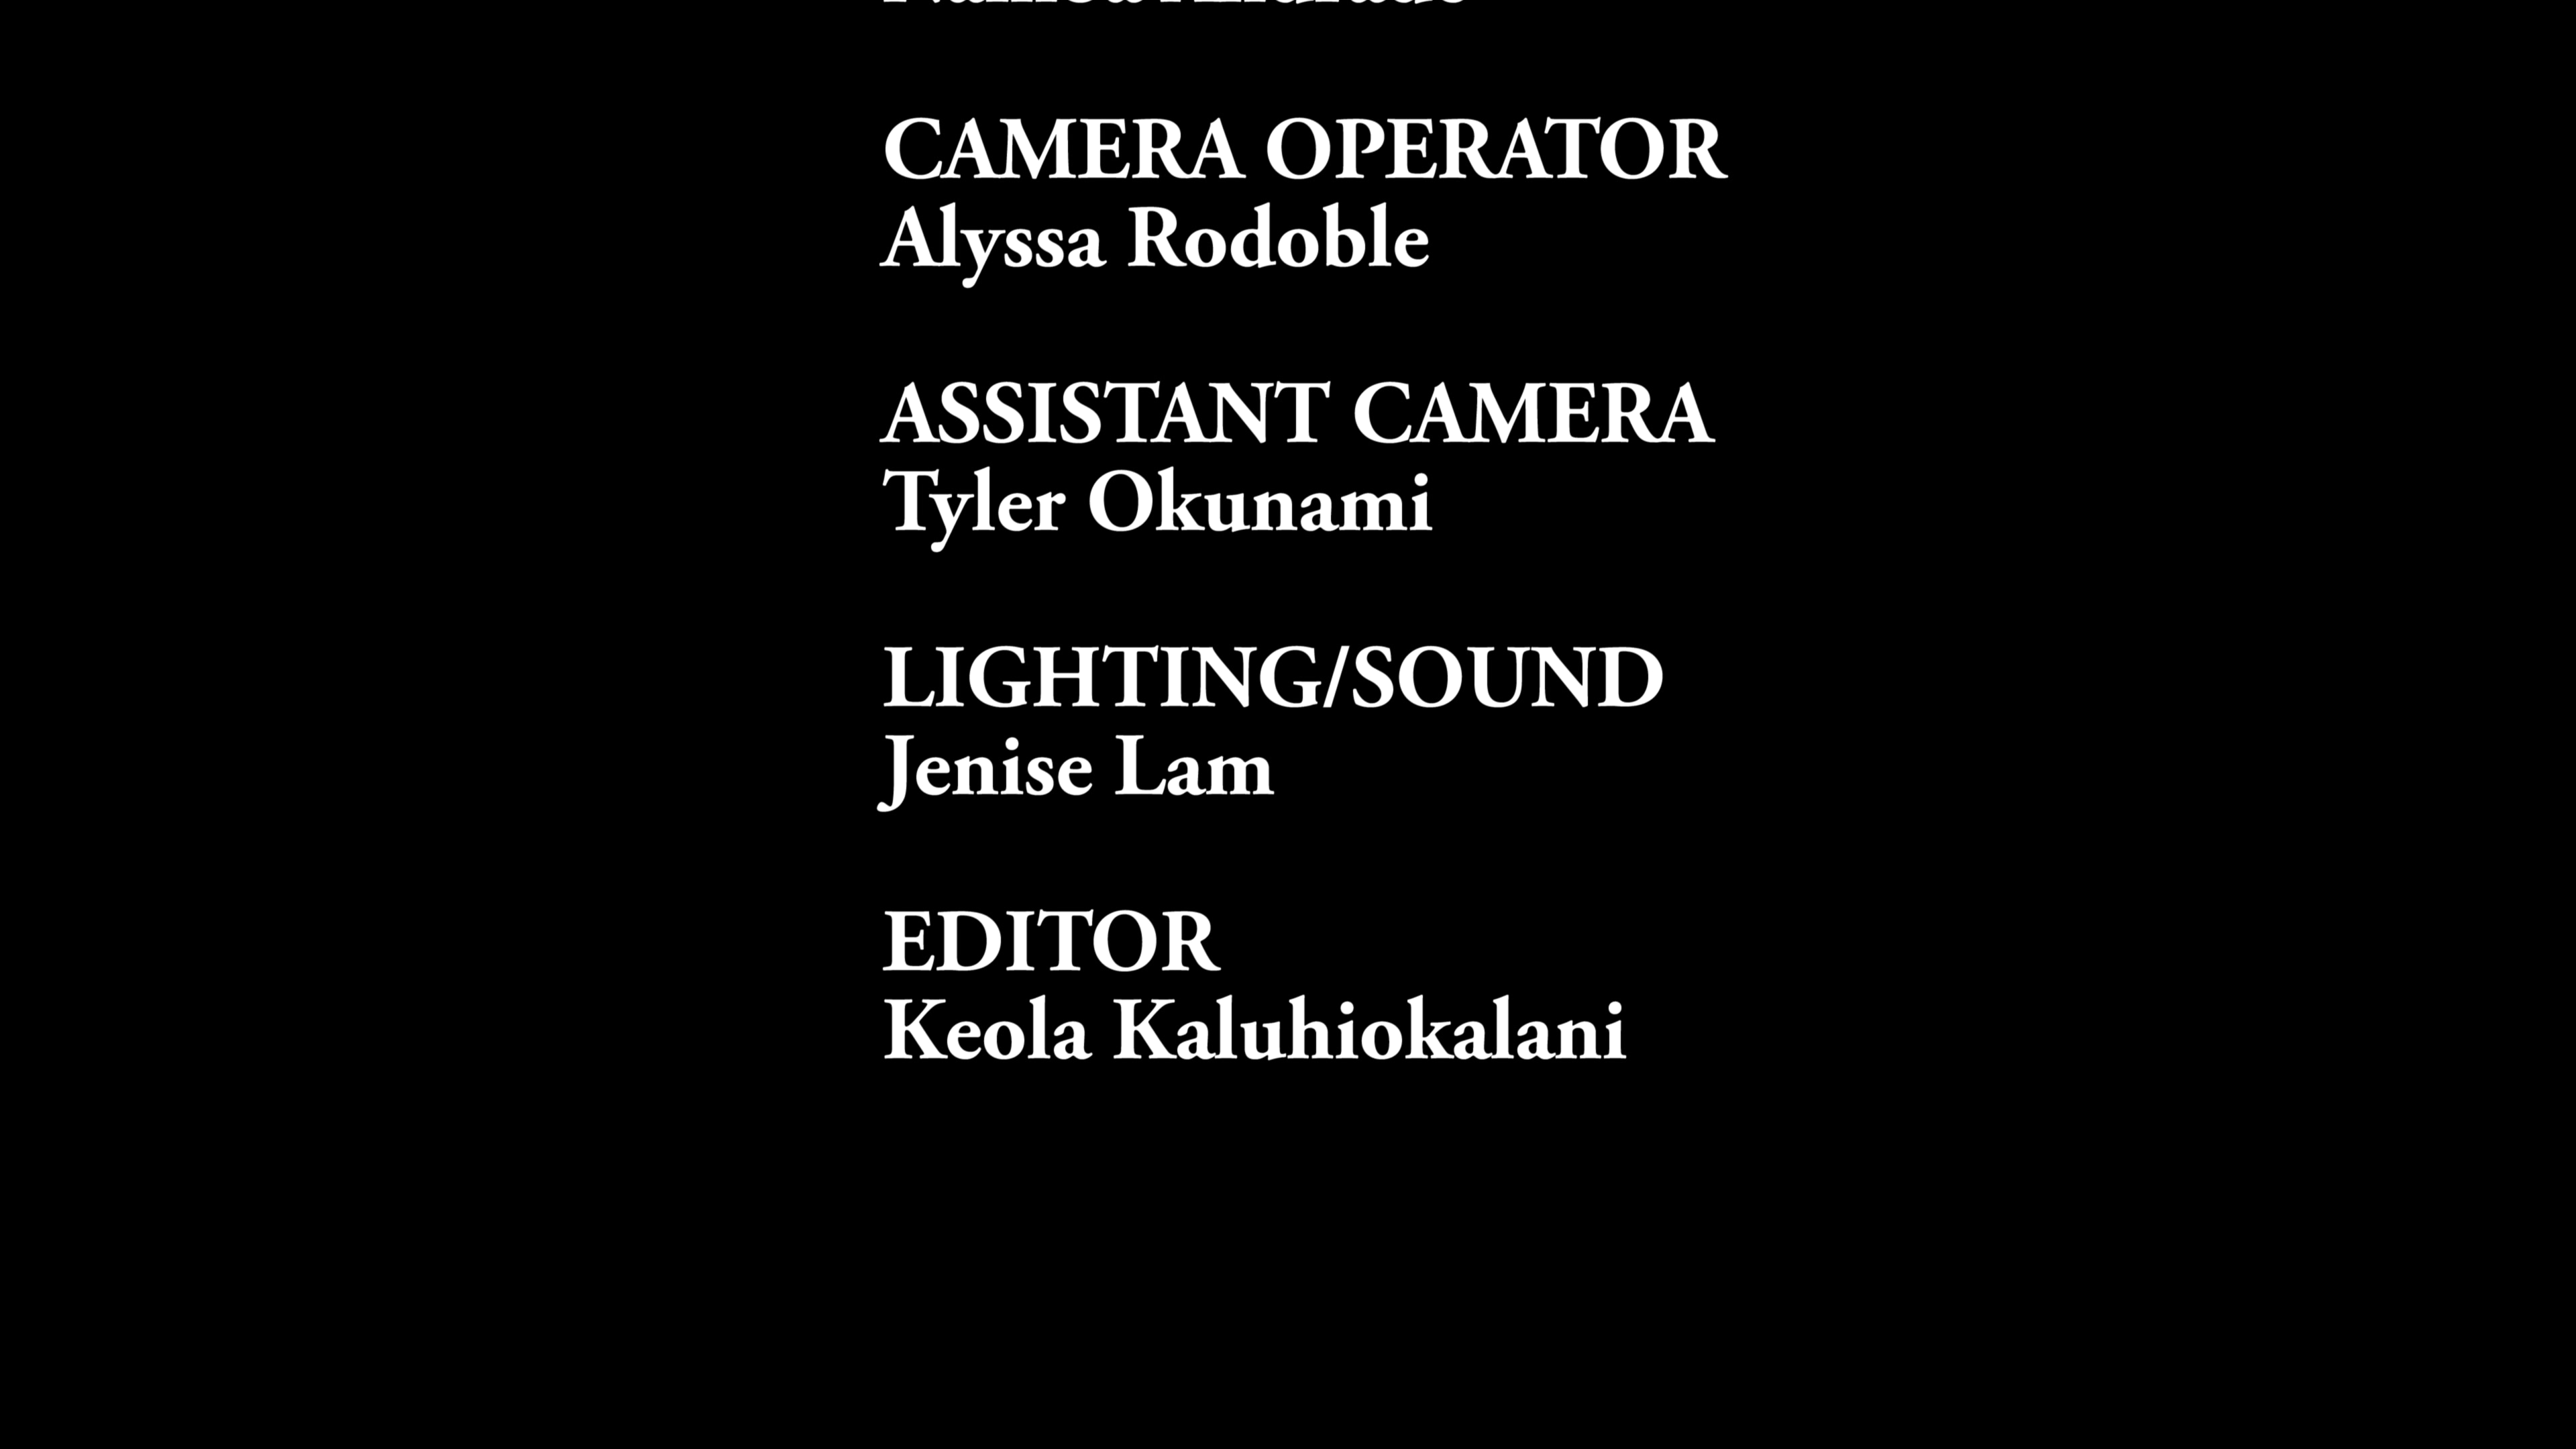 CAMERA OPERATOR
Alyssa Rodoble
ASSISTANT CAMERA
Tyler Okunami
LIGHTING/SOUND
Jenise Lam
EDITOR
Keola Kaluhiokalani